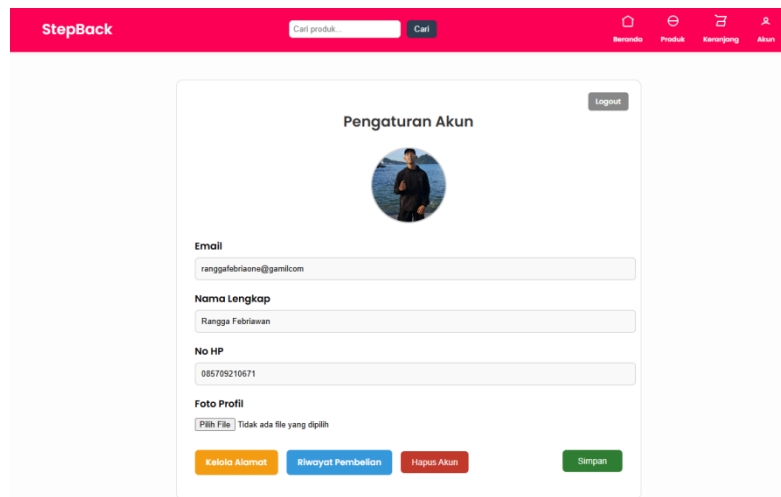 StepBack
Cari produk... Cari
Beranda Produk Keranjang Akun
Logout
Pengaturan Akun
Email
ranggafebriaone@gamilcom
Nama Lengkap
Rangga Febriawan
No HP
085709210671
Foto Profil
Pilih File Tidak ada file yang dipilih
Kelola Alamat Riwayat Pembelian Hapus Akun Simpan